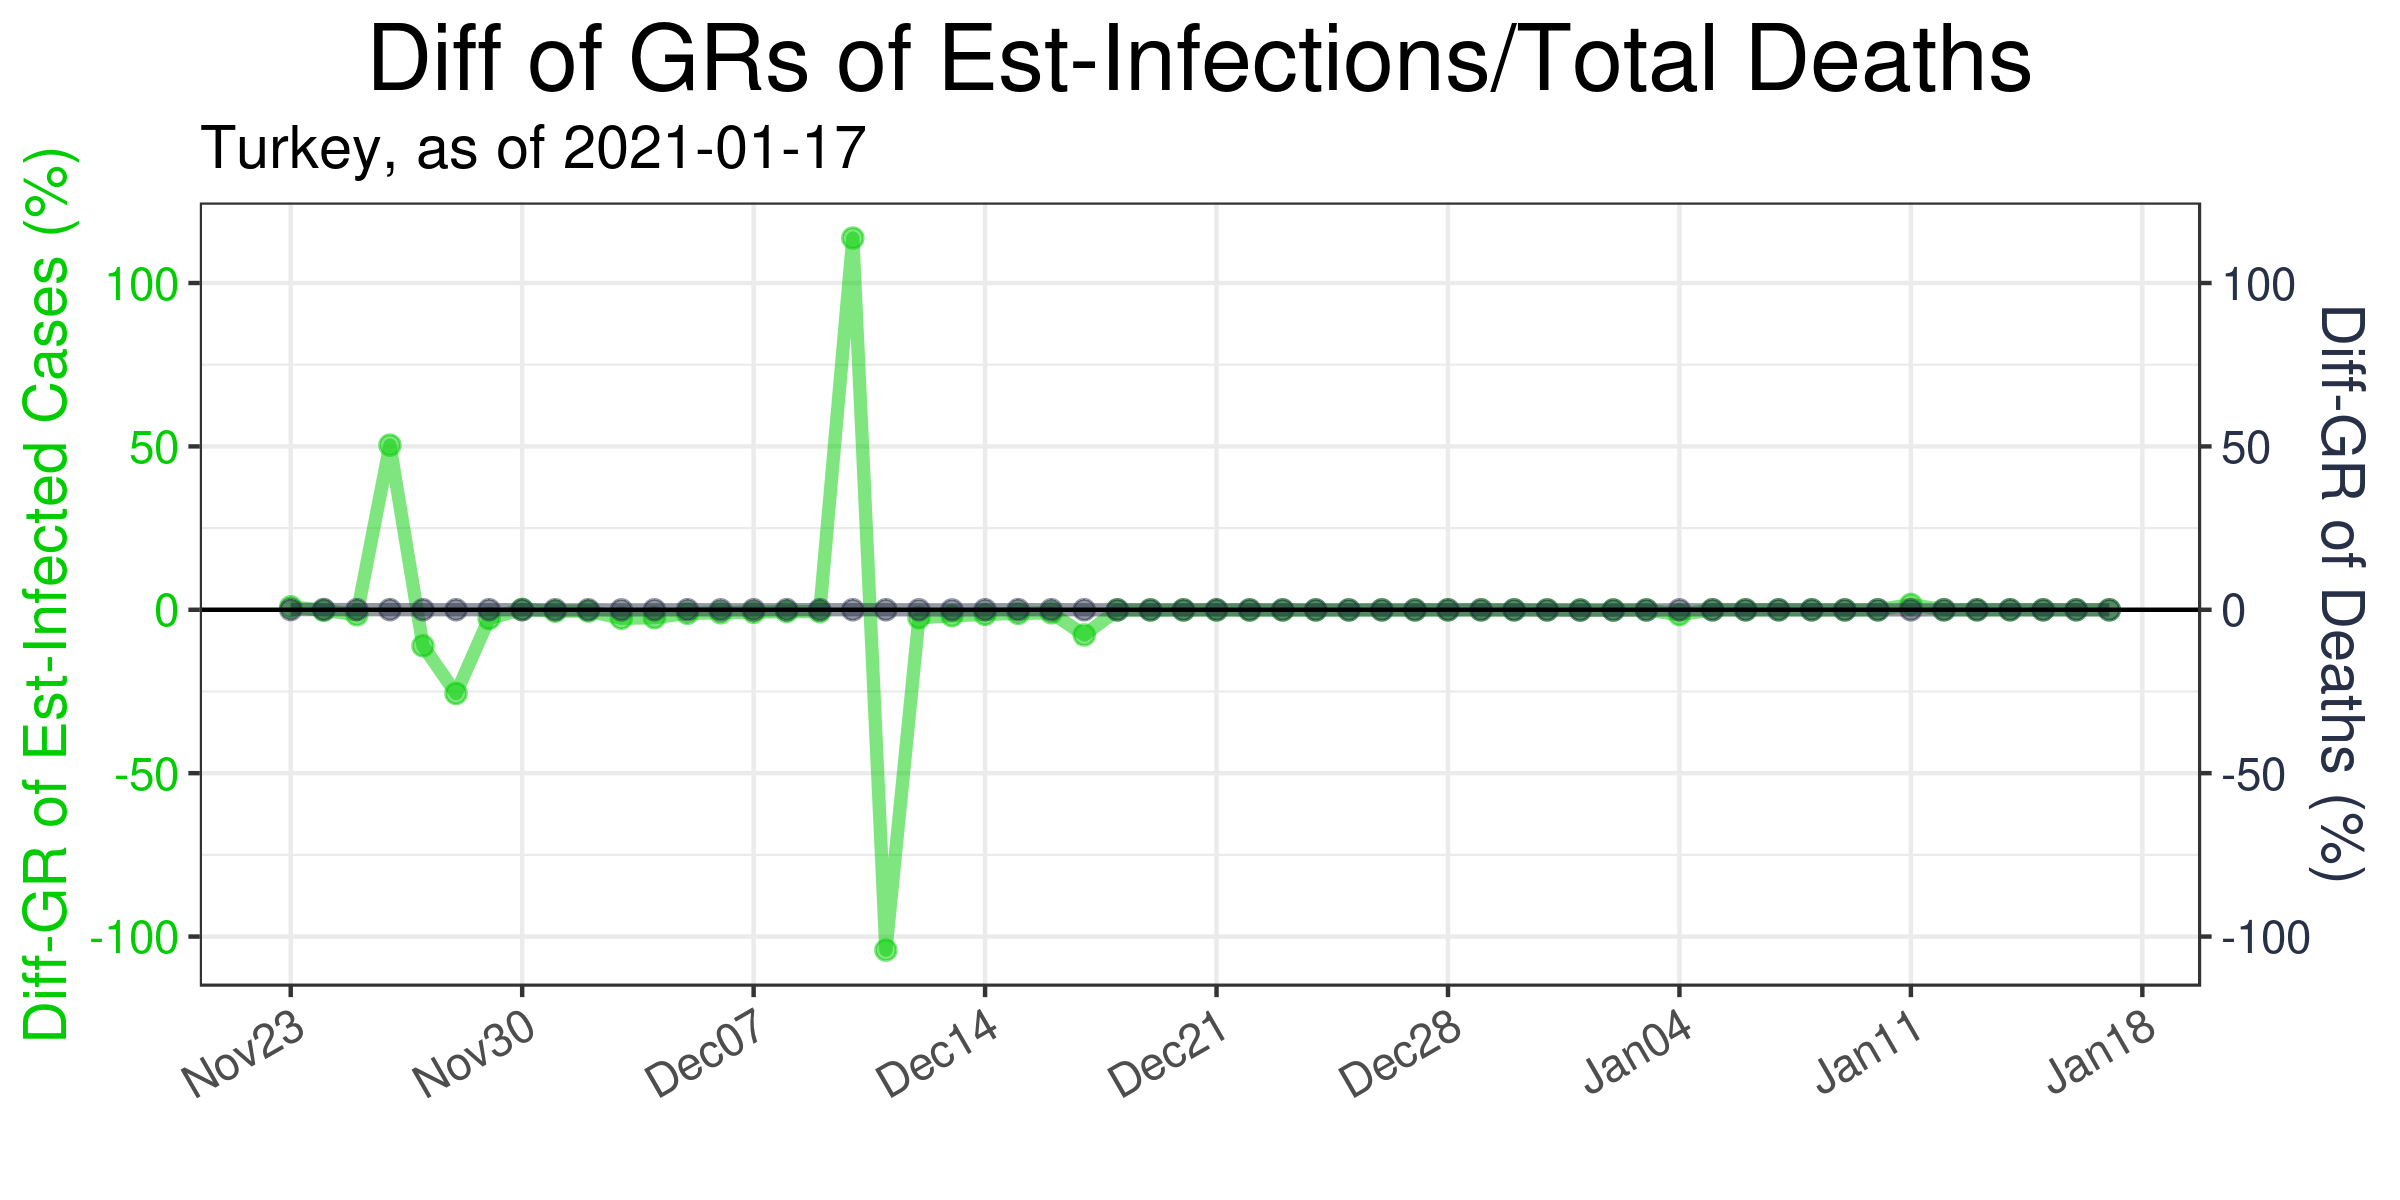 Diff of GRs of Est-Infections/Total Deaths
Turkey, as of 2021-01-17
Diff-GR of Est-Infected Cases (%)
100
50
0
-50
-100
100
50
0
-50
-100
Diff-GR of Deaths (%)
Nov23
Nov30
Dec07
Dec14
Dec21
Dec28
Jan04
Jan11
Jan18